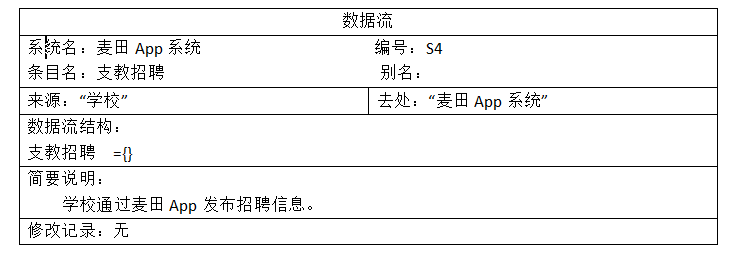 数据流
系统名：麦田 App 系统 编号：S4
条目名：支教招聘 别名：
来源：“学校” 去处：“麦田 App 系统”
数据流结构：
支教招聘 ={}
简要说明：
学校通过麦田 App 发布招聘信息。
修改记录：无